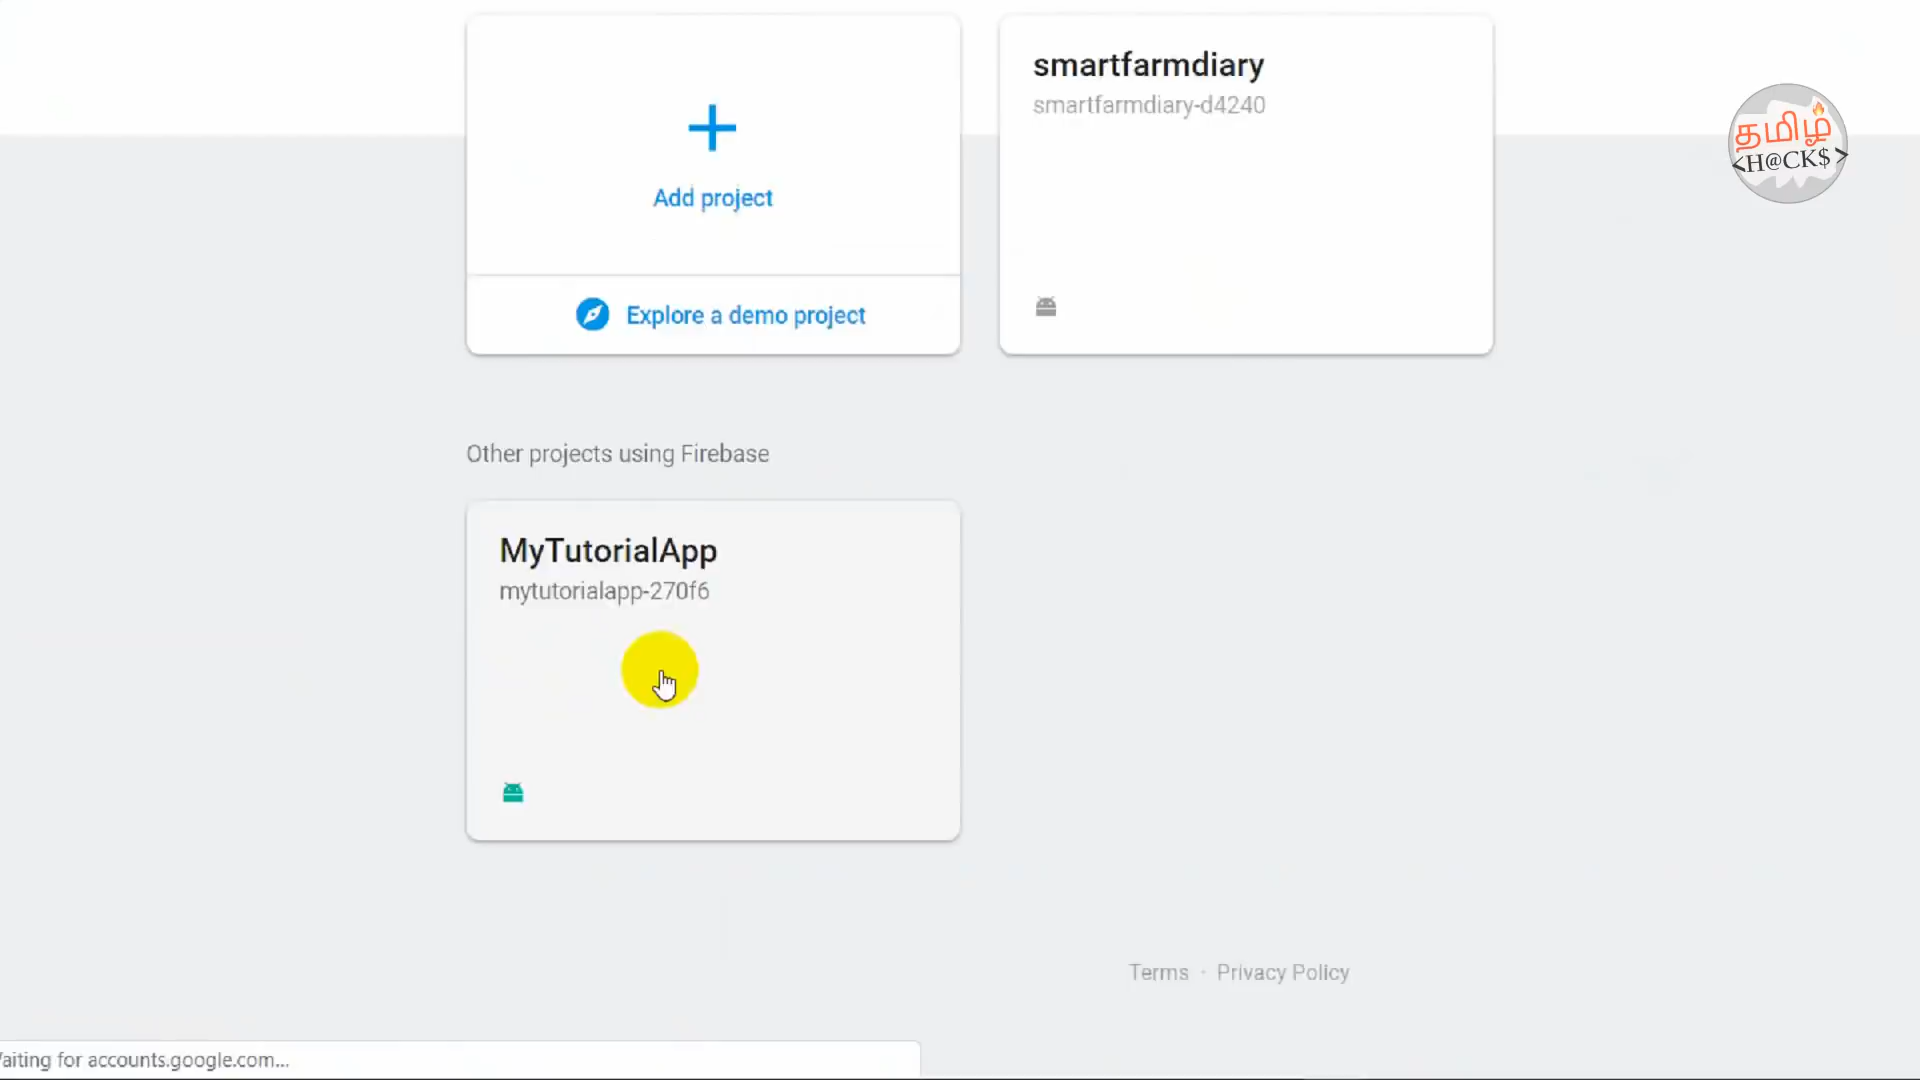 smartfarmdiary
smartfarmdiary-d4240
Add project
Explore a demo project
தமிழ்
<H@CK$>
Other projects using Firebase
MyTutorialApp
mytutorialapp-270f6
Terms · Privacy Policy
aiting for accounts.google.com...